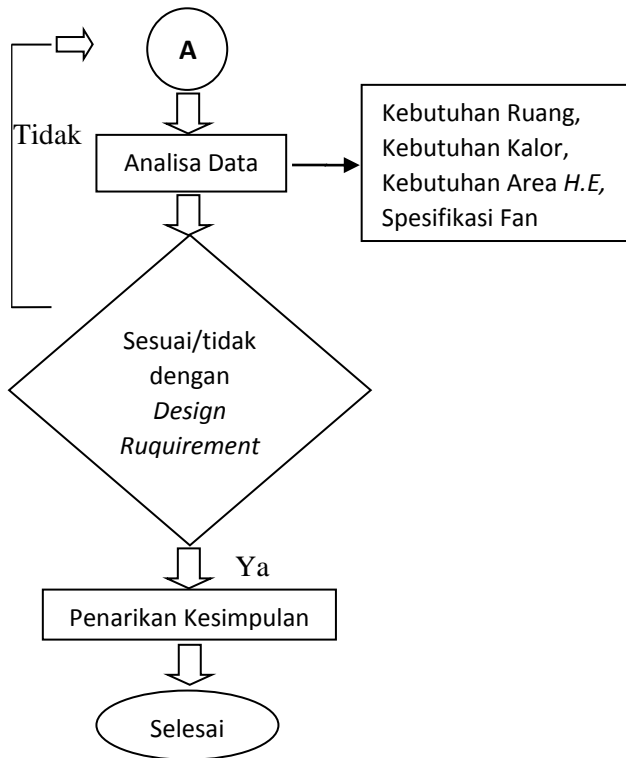 A
Tidak
Analisa Data
Kebutuhan Ruang,
Kebutuhan Kalor,
Kebutuhan Area H.E,
Spesifikasi Fan
Sesuai/tidak
dengan
Design
Ruquirement
Ya
Penarikan Kesimpulan
Selesai